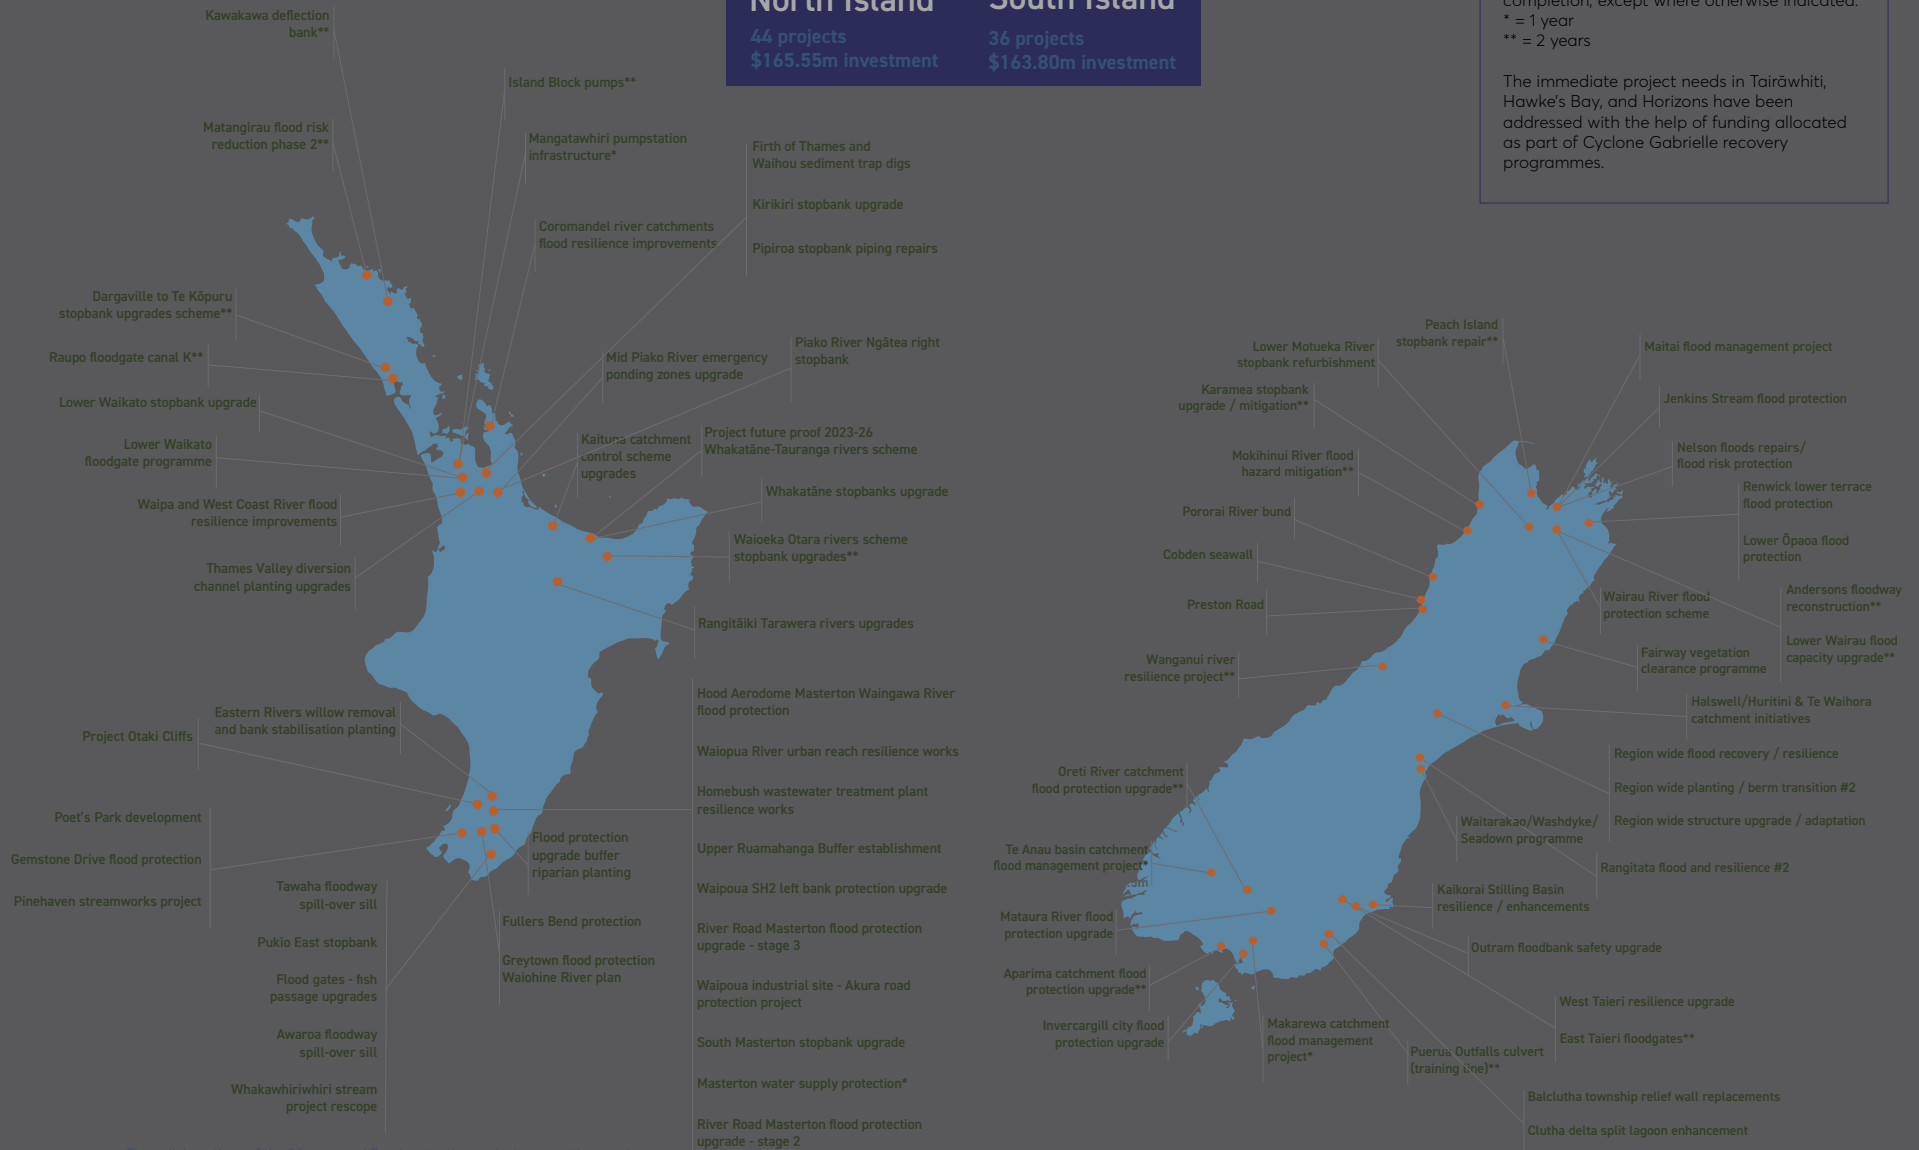 North Island
44 projects
$165.55m investment
South Island
36 projects
$163.80m investment
completion, except where otherwise indicated.
* = 1 year
** = 2 years
The immediate project needs in Tairāwhiti,
Hawke's Bay, and Horizons have been
addressed with the help of funding allocated
as part of Cyclone Gabrielle recovery
programmes.
Kawakawa deflection
bank**
Matangirau flood risk
reduction phase 2**
Island Block pumps**
Mangatawhiri pumpstation
infrastructure*
Coromandel river catchments
flood resilience improvements
Firth of Thames and
Waihou sediment trap digs
Kirikiri stopbank upgrade
Pipiroa stopbank piping repairs
Dargaville to Te Kōpuru
stopbank upgrades scheme**
Raupo floodgate canal K**
Lower Waikato stopbank upgrade
Lower Waikato
floodgate programme
Waipa and West Coast River flood
resilience improvements
Thames Valley diversion
channel planting upgrades
Mid Piako River emergency
ponding zones upgrade
Piako River Ngātea right
stopbank
Kaituna catchment
control scheme
upgrades
Project future proof 2023-26
Whakatāne-Tauranga rivers scheme
Whakatāne stopbanks upgrade
Waioeka Otara rivers scheme
stopbank upgrades**
Rangitāiki Tarawera rivers upgrades
Eastern Rivers willow removal
and bank stabilisation planting
Project Otaki Cliffs
Poet's Park development
Gemstone Drive flood protection
Pinehaven streamworks project
Tawaha floodway
spill-over sill
Pukio East stopbank
Flood gates - fish
passage upgrades
Awaroa floodway
spill-over sill
Whakawhiriwhiri stream
project rescope
Flood protection
upgrade buffer
riparian planting
Fullers Bend protection
Greytown flood protection
Waiohine River plan
Hood Aerodome Masterton Waingawa River
flood protection
Waiopua River urban reach resilience works
Homebush wastewater treatment plant
resilience works
Upper Ruamahanga Buffer establishment
Waipoua SH2 left bank protection upgrade
River Road Masterton flood protection
upgrade - stage 3
Waipoua industrial site - Akura road
protection project
South Masterton stopbank upgrade
Masterton water supply protection*
River Road Masterton flood protection
upgrade - stage 2
Peach Island
stopbank repair**
Lower Motueka River
stopbank refurbishment
Karamea stopbank
upgrade / mitigation**
Mokihinui River flood
hazard mitigation**
Pororai River bund
Cobden seawall
Preston Road
Wanganui river
resilience project**
Maitai flood management project
Jenkins Stream flood protection
Nelson floods repairs/
flood risk protection
Renwick lower terrace
flood protection
Lower Ōpaoa flood
protection
Wairau River flood
protection scheme
Andersons floodway
reconstruction**
Lower Wairau flood
capacity upgrade**
Fairway vegetation
clearance programme
Halswell/Huritini & Te Waihora
catchment initiatives
Region wide flood recovery / resilience
Region wide planting / berm transition #2
Region wide structure upgrade / adaptation
Waitarakao/Washdyke/
Seadown programme
Rangitata flood and resilience #2
Oreti River catchment
flood protection upgrade**
Te Anau basin catchment
flood management project*
Mataura River flood
protection upgrade
Aparima catchment flood
protection upgrade**
Invercargill city flood
protection upgrade
Makarewa catchment
flood management
project*
Kaikorai Stilling Basin
resilience / enhancements
Outram floodbank safety upgrade
West Taieri resilience upgrade
East Taieri floodgates**
Puerua Outfalls culvert
(training line)**
Balclutha township relief wall replacements
Clutha delta split lagoon enhancement